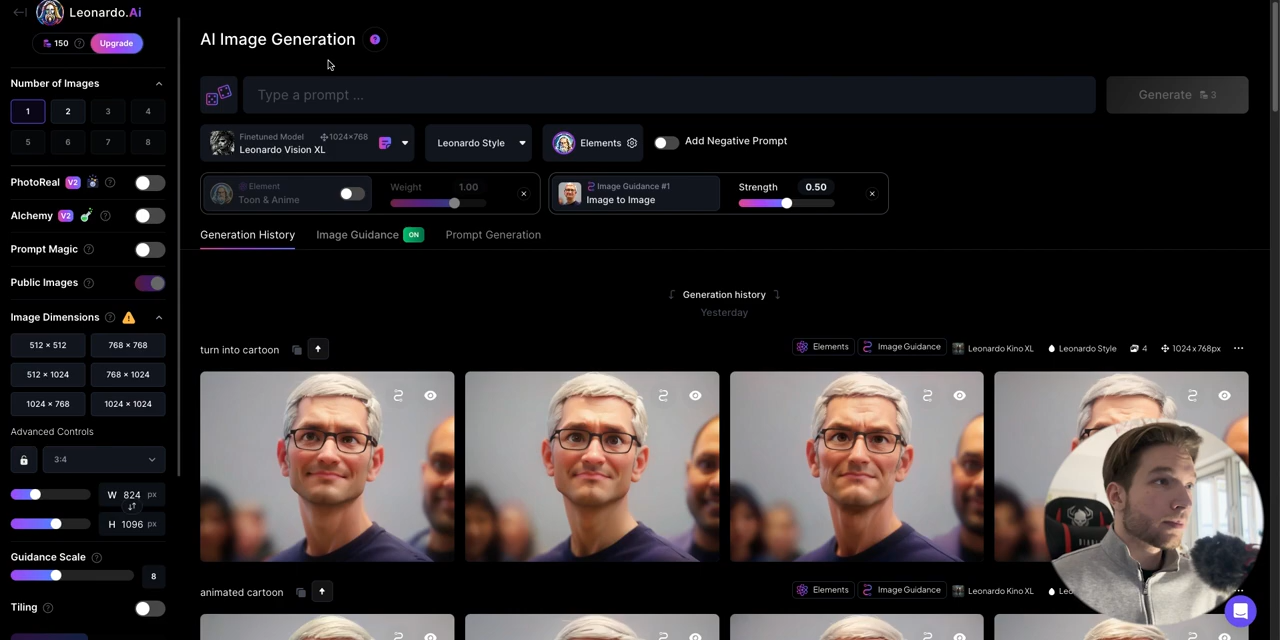 Leonardo.Ai
150 ? Upgrade
Number of Images
1 2 3 4
5 6 7 8
PhotoReal V2 ?
Alchemy V2 ?
Prompt Magic ?
Public Images ?
Image Dimensions ?
512 × 512 768 × 768
512 × 1024 768 × 1024
1024 × 768 1024 × 1024
Advanced Controls
3:4
W 824 px
H 1096 px
Guidance Scale ?
8
Tiling ?
AI Image Generation ?
Type a prompt ...
Generate 3
Finetuned Model 1024×768
Leonardo Vision XL
Leonardo Style
Elements
Add Negative Prompt
Element
Toon & Anime
Weight 1.00
Image Guidance #1
Image to Image
Strength 0.50
Generation History Image Guidance ON Prompt Generation
Generation history
Yesterday
turn into cartoon
Elements Image Guidance Leonardo Kino XL Leonardo Style 4 1024x768px
animated cartoon
Elements Image Guidance Leonardo Kino XL